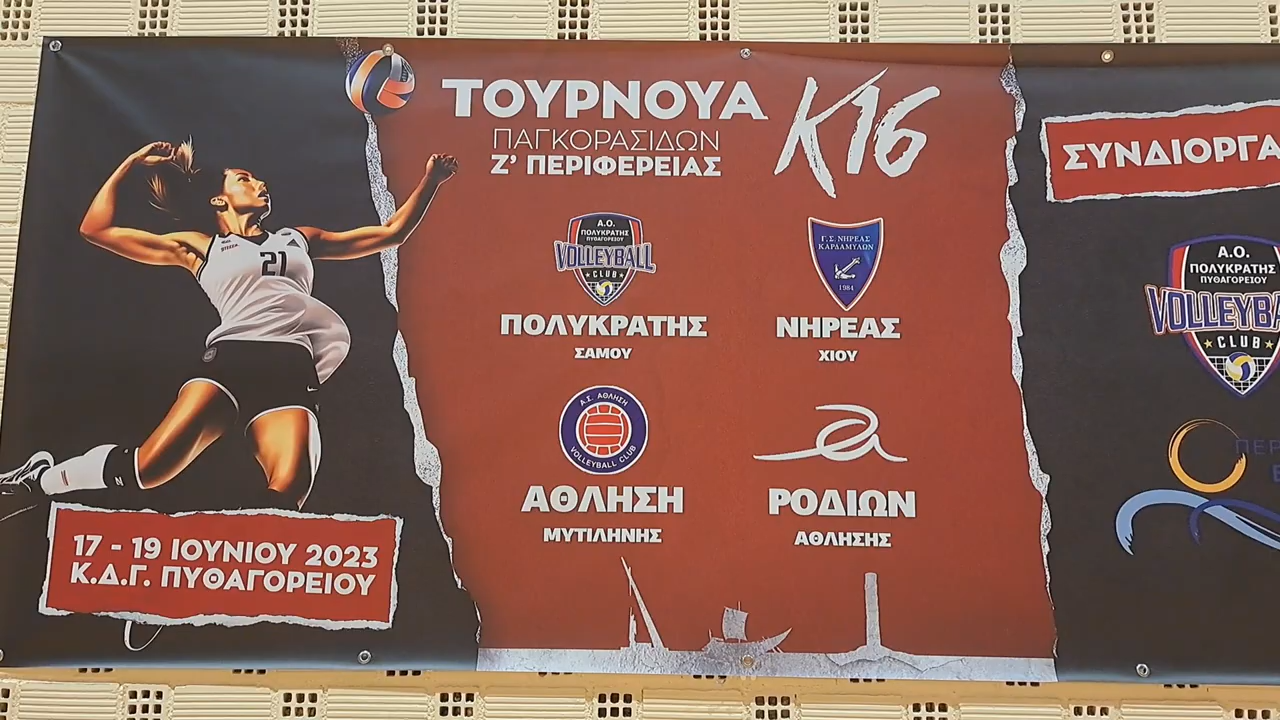 ΤΟΥΡΝΟΥΑ Κ16
ΠΑΓΚΟΡΑΣΙΔΩΝ
Ζ' ΠΕΡΙΦΕΡΕΙΑΣ
21
Α.Ο.
ΠΟΛΥΚΡΑΤΗΣ
ΠΥΘΑΓΟΡΕΙΟΥ
VOLLEYBALL
CLUB
ΠΟΛΥΚΡΑΤΗΣ
ΣΑΜΟΥ
Γ.Σ. ΝΗΡΕΑΣ
ΚΑΡΔΑΜΥΛΩΝ
1984
ΝΗΡΕΑΣ
ΧΙΟΥ
Α.Σ. ΑΘΛΗΣΗ
VOLLEYBALL CLUB
ΑΘΛΗΣΗ
ΜΥΤΙΛΗΝΗΣ
ΡΟΔΙΩΝ
ΑΘΛΗΣΗΣ
17 - 19 ΙΟΥΝΙΟΥ 2023
Κ.Δ.Γ. ΠΥΘΑΓΟΡΕΙΟΥ
ΣΥΝΔΙΟΡΓΑ
Α.Ο.
ΠΟΛΥΚΡΑΤΗΣ
ΠΥΘΑΓΟΡΕΙΟΥ
VOLLEYBA
CLUB
ΠΕΡ